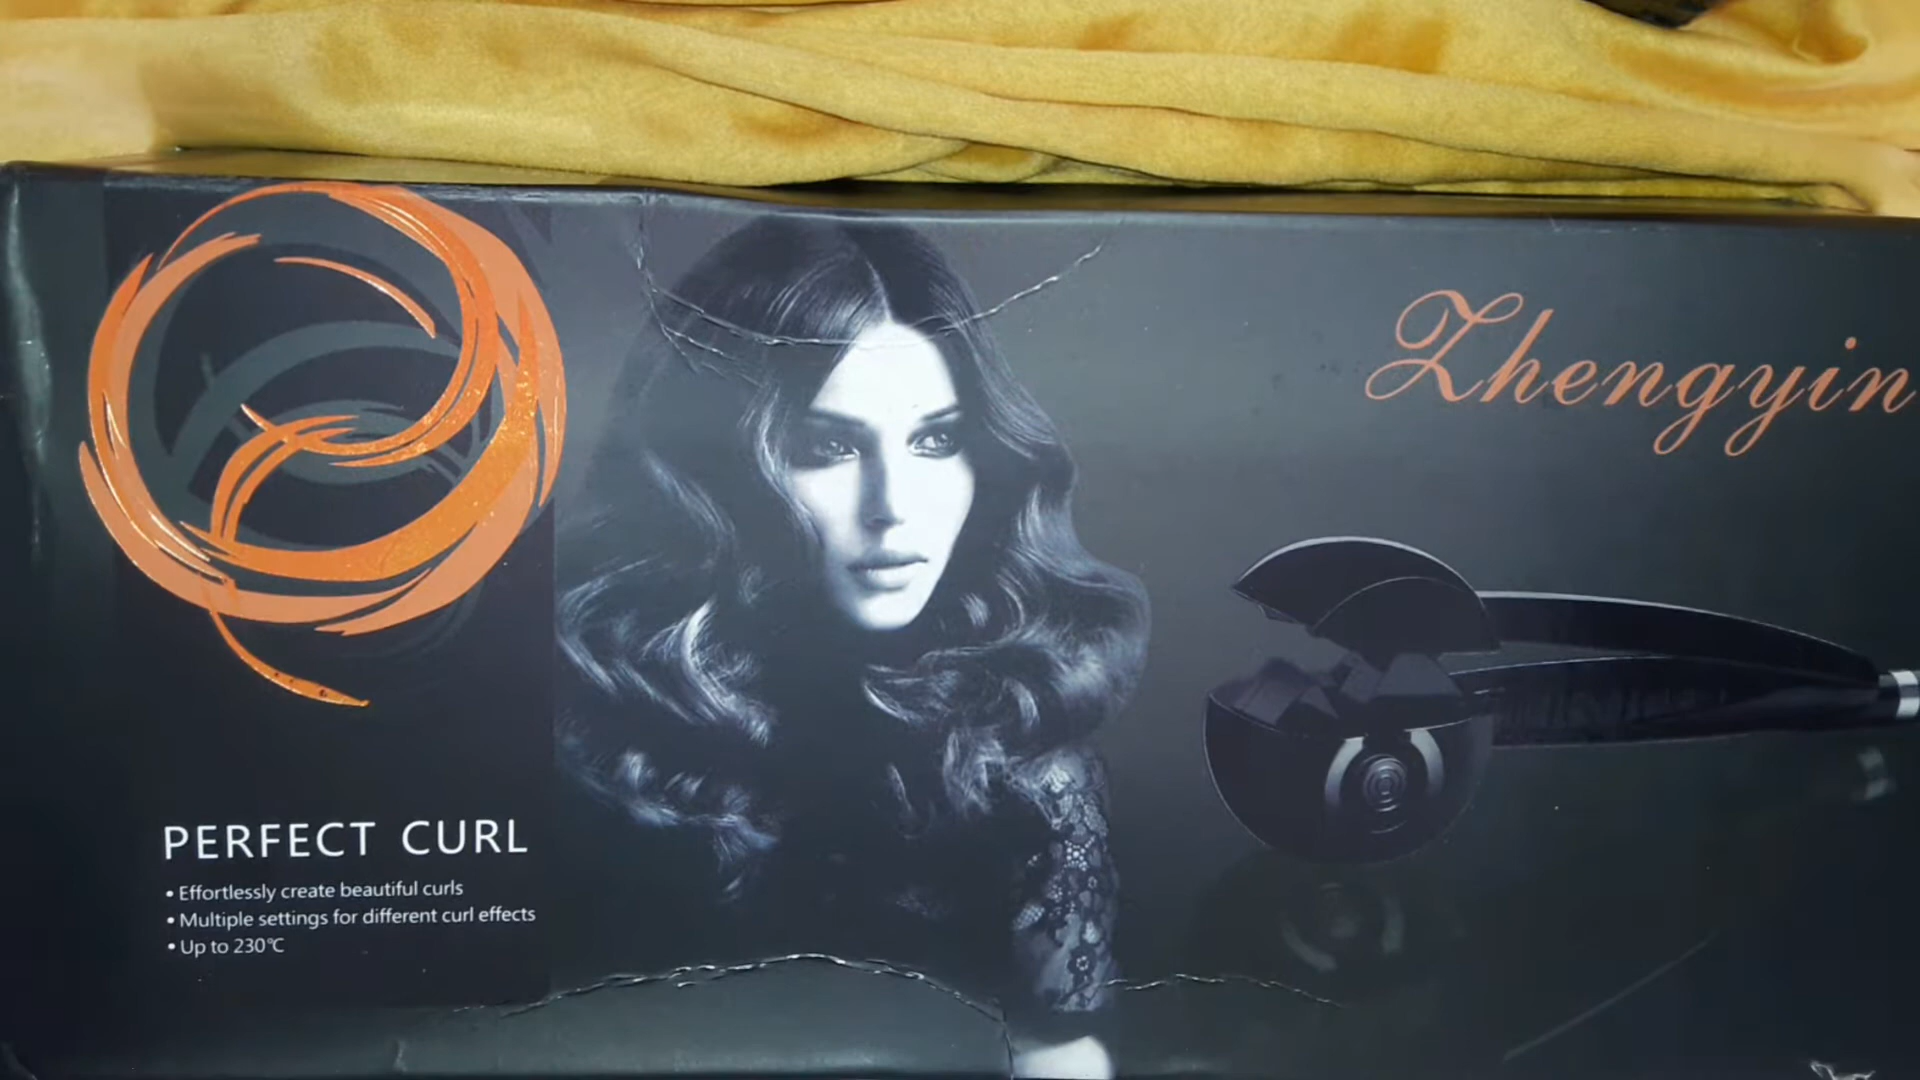 Zhengyin
PERFECT CURL
• Effortlessly create beautiful curls
• Multiple settings for different curl effects
• Up to 230℃